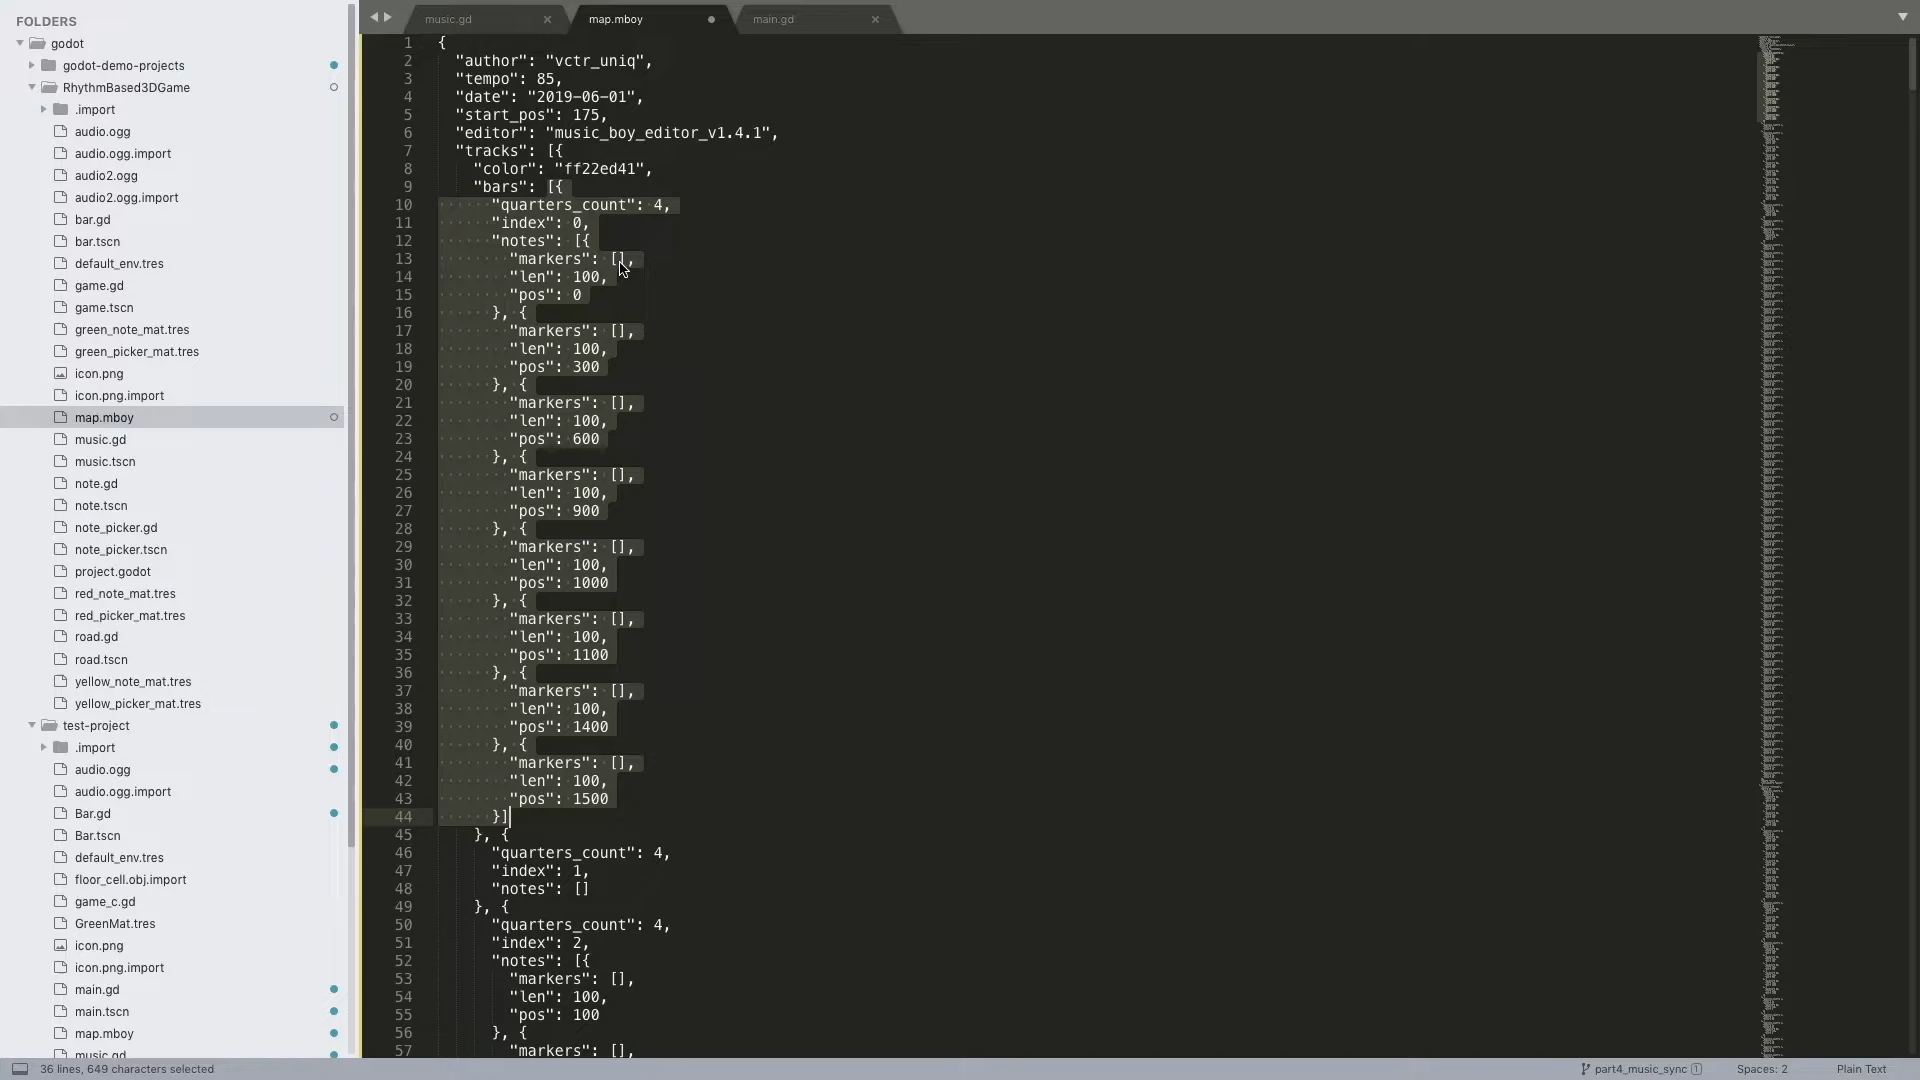 FOLDERS
godot
godot-demo-projects
RhythmBased3DGame
.import
audio.ogg
audio.ogg.import
audio2.ogg
audio2.ogg.import
bar.gd
bar.tscn
default_env.tres
game.gd
game.tscn
green_note_mat.tres
green_picker_mat.tres
icon.png
icon.png.import
map.mboy
music.gd
music.tscn
note.gd
note.tscn
note_picker.gd
note_picker.tscn
project.godot
red_note_mat.tres
red_picker_mat.tres
road.gd
road.tscn
yellow_note_mat.tres
yellow_picker_mat.tres
test-project
.import
audio.ogg
audio.ogg.import
Bar.gd
Bar.tscn
default_env.tres
floor_cell.obj.import
game_c.gd
GreenMat.tres
icon.png
icon.png.import
main.gd
main.tscn
map.mboy
music.gd
music.gd map.mboy main.gd
1 {
2 "author": "vctr_uniq",
3 "tempo": 85,
4 "date": "2019-06-01",
5 "start_pos": 175,
6 "editor": "music_boy_editor_v1.4.1",
7 "tracks": [{
8 "color": "ff22ed41",
9 "bars": [{
10 "quarters_count": 4,
11 "index": 0,
12 "notes": [{
13 "markers": [],
14 "len": 100,
15 "pos": 0
16 }, {
17 "markers": [],
18 "len": 100,
19 "pos": 300
20 }, {
21 "markers": [],
22 "len": 100,
23 "pos": 600
24 }, {
25 "markers": [],
26 "len": 100,
27 "pos": 900
28 }, {
29 "markers": [],
30 "len": 100,
31 "pos": 1000
32 }, {
33 "markers": [],
34 "len": 100,
35 "pos": 1100
36 }, {
37 "markers": [],
38 "len": 100,
39 "pos": 1400
40 }, {
41 "markers": [],
42 "len": 100,
43 "pos": 1500
44 }]
45 }, {
46 "quarters_count": 4,
47 "index": 1,
48 "notes": []
49 }, {
50 "quarters_count": 4,
51 "index": 2,
52 "notes": [{
53 "markers": [],
54 "len": 100,
55 "pos": 100
56 }, {
57 "markers": [],
36 lines, 649 characters selected part4_music_sync 1 Spaces: 2 Plain Text